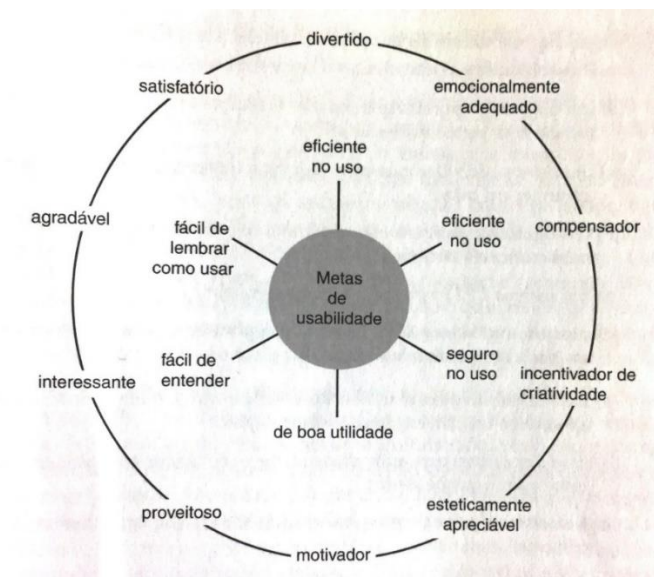 divertido
satisfatório
emocionalmente
adequado
eficiente
no uso
agradável
fácil de
lembrar
como usar
eficiente
no uso
compensador
Metas
de
usabilidade
interessante
fácil de
entender
seguro
no uso
incentivador de
criatividade
de boa utilidade
proveitoso
esteticamente
apreciável
motivador